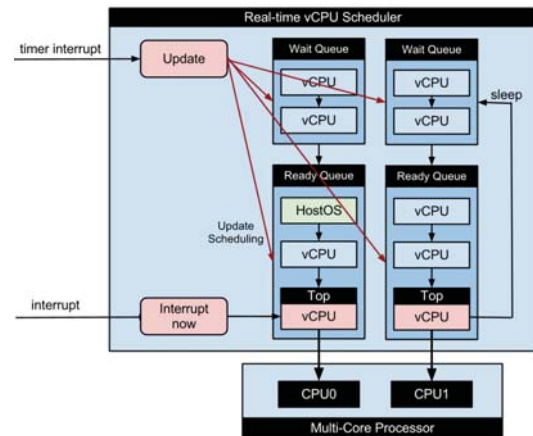 Real-time vCPU Scheduler
timer interrupt
Update
Wait Queue
vCPU
vCPU
Wait Queue
vCPU
vCPU
sleep
Ready Queue
HostOS
vCPU
Top
vCPU
Ready Queue
vCPU
vCPU
Top
vCPU
Update
Scheduling
interrupt
Interrupt
now
CPU0
CPU1
Multi-Core Processor